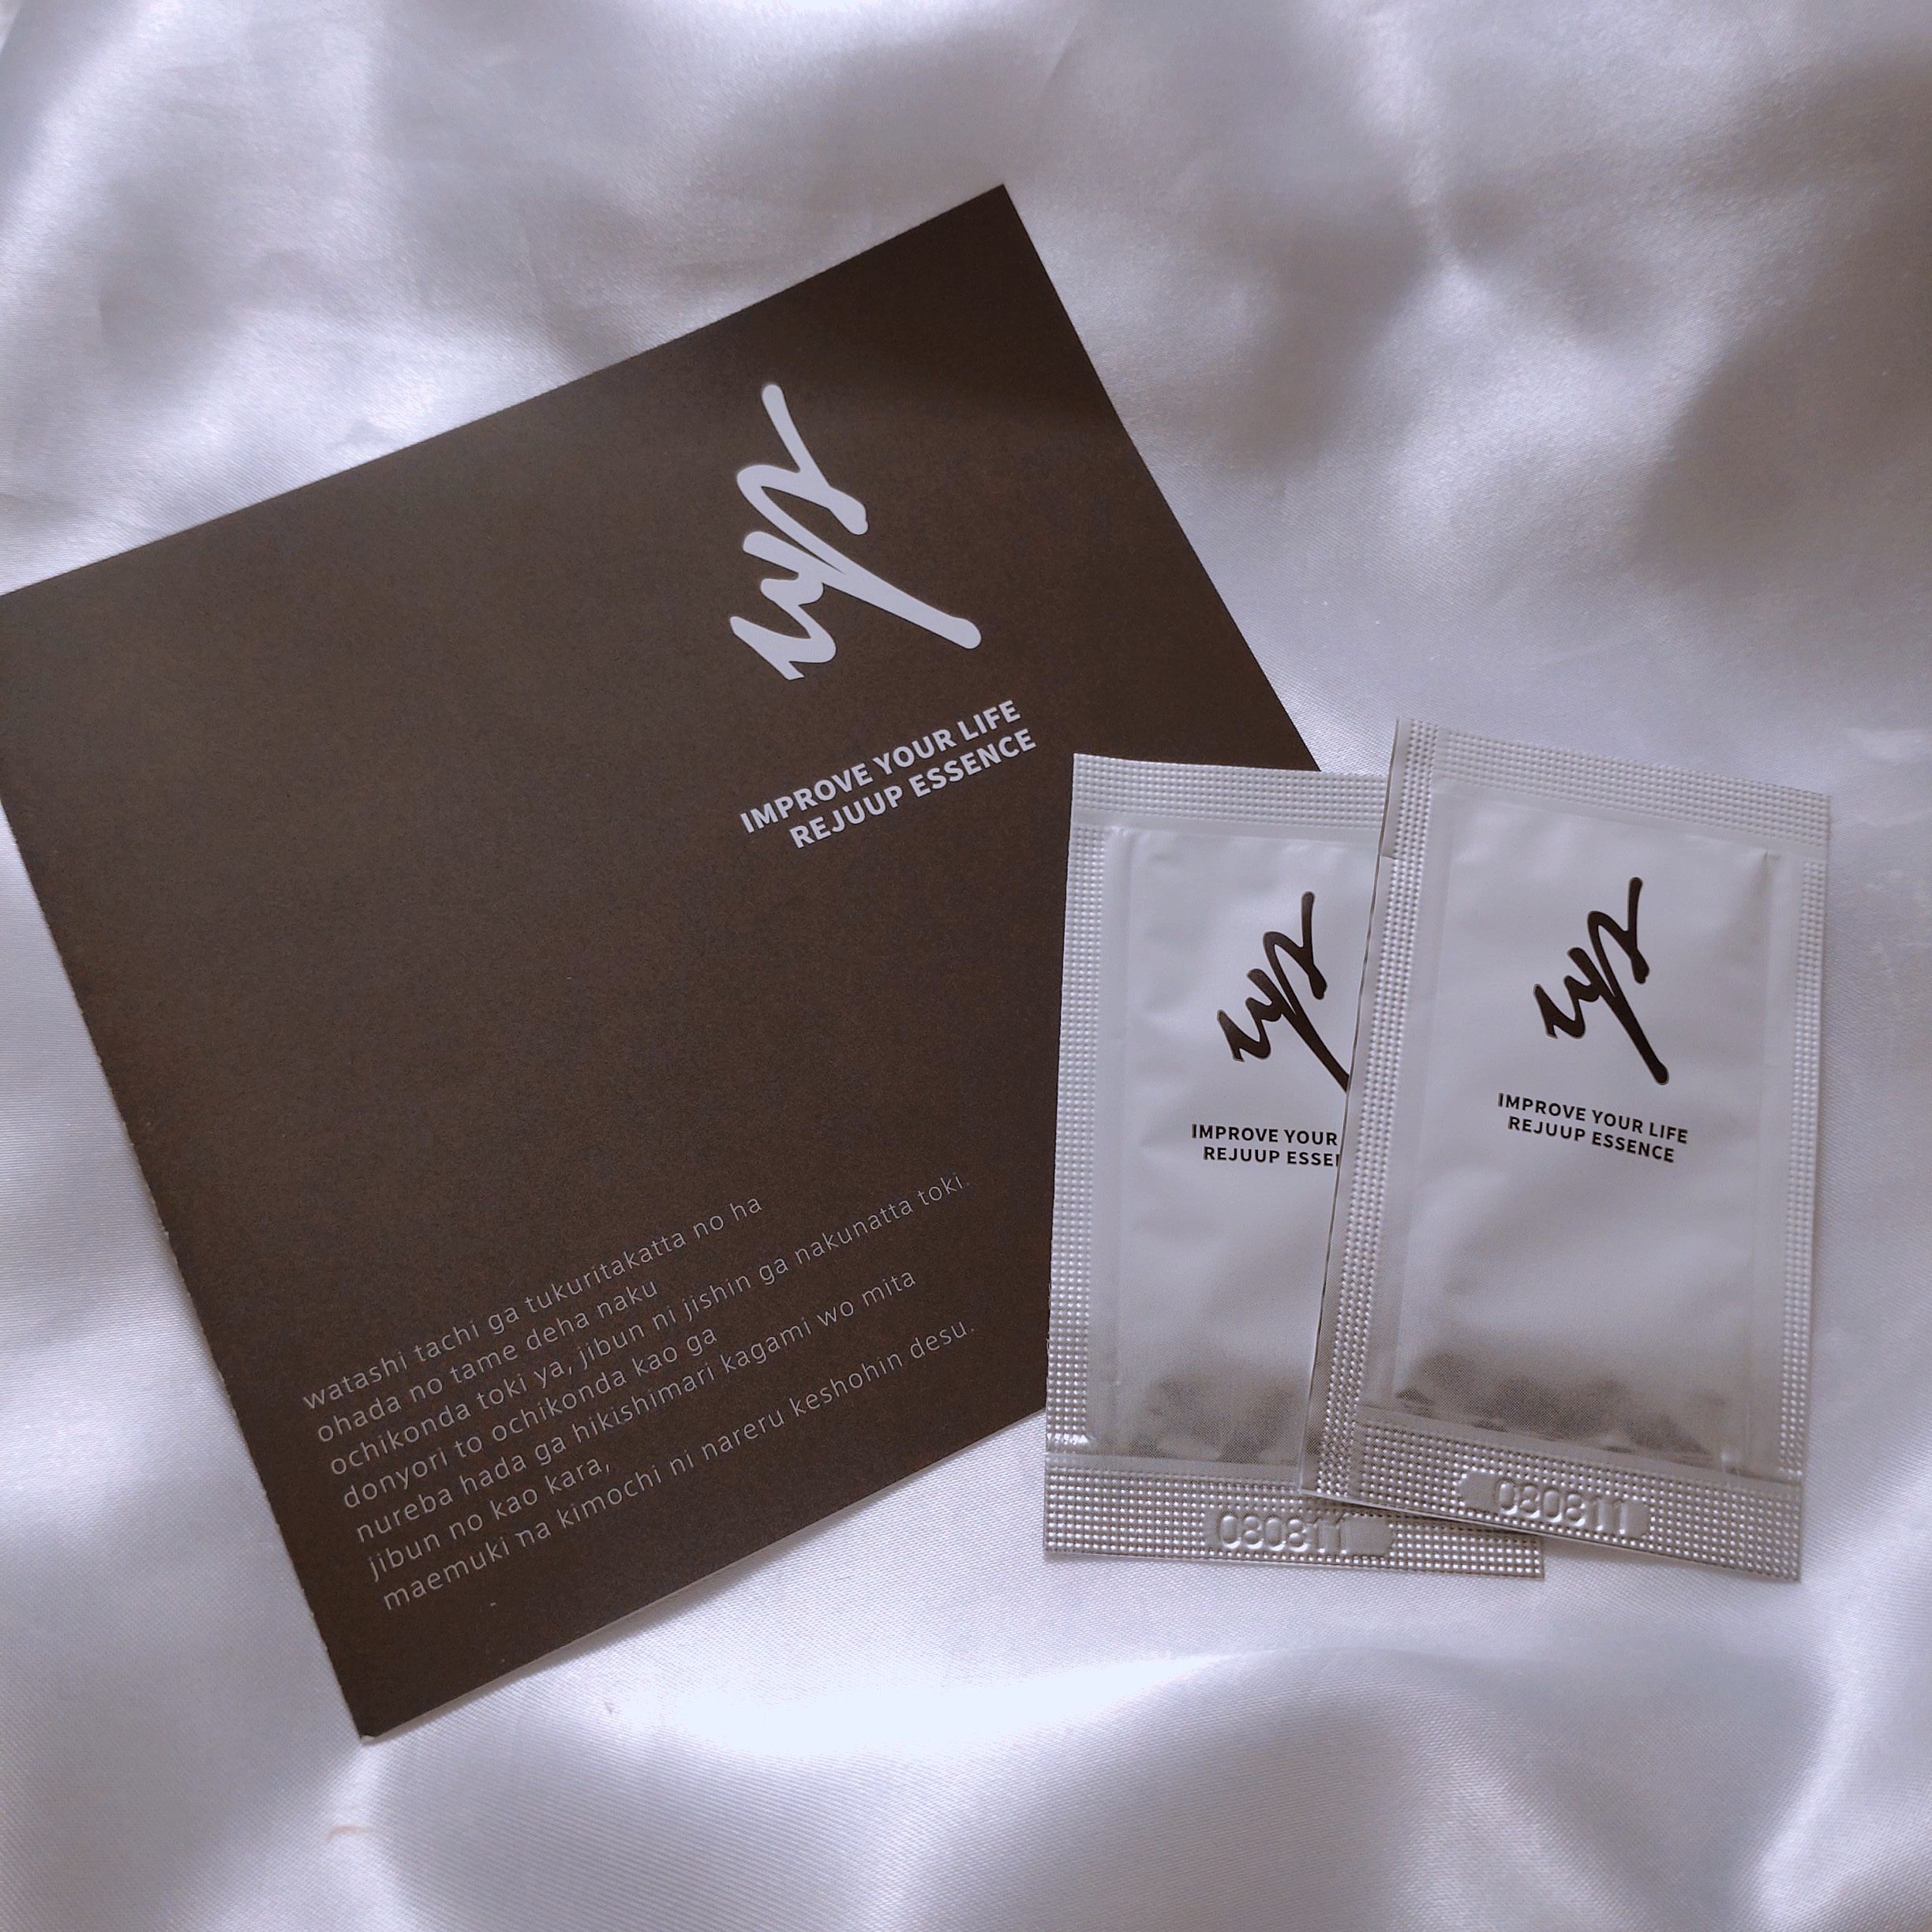 up
IMPROVE YOUR LIFE
REJUUP ESSENCE
watashi tachi ga tukuritakatta no ha
ohada no tame deha naku
ochikonda toki ya, jibun ni jishin ga nakunatta toki.
donyori to ochikonda kao ga
nureba hada ga hikishimari kagami wo mita
jibun no kao kara,
maemuki na kimochi ni nareru keshohin desu.
up
IMPROVE YOUR
REJUUP
080811
up
IMPROVE YOUR LIFE
REJUUP ESSENCE
080811